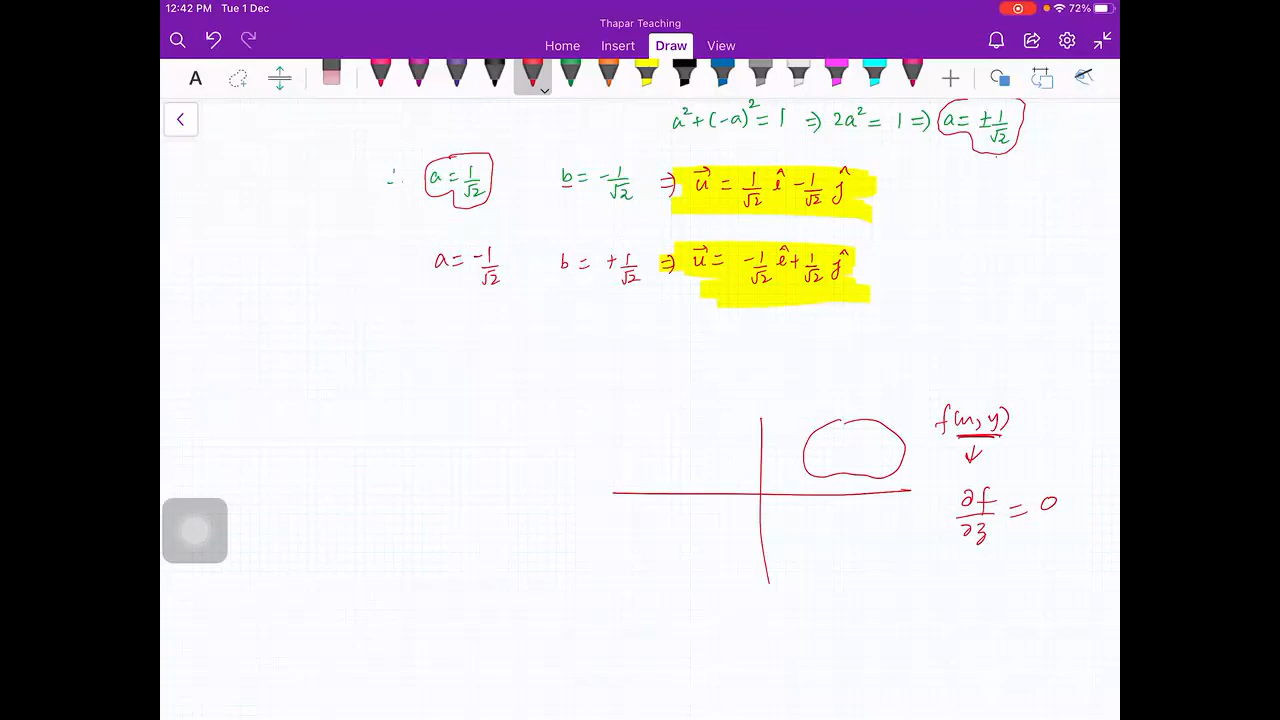 12:42 PM Tue 1 Dec
72%
Thapar Teaching
Home Insert Draw View
A
a² + (-a)² = 1 ⇒ 2a² = 1 ⇒ a = ±1/√2
∴ a = 1/√2 b = -1/√2 ⇒ u⃗ = 1/√2 î - 1/√2 ĵ
a = -1/√2 b = +1/√2 ⇒ u⃗ = -1/√2 î + 1/√2 ĵ
f(x, y)
↓
∂f/∂z = 0